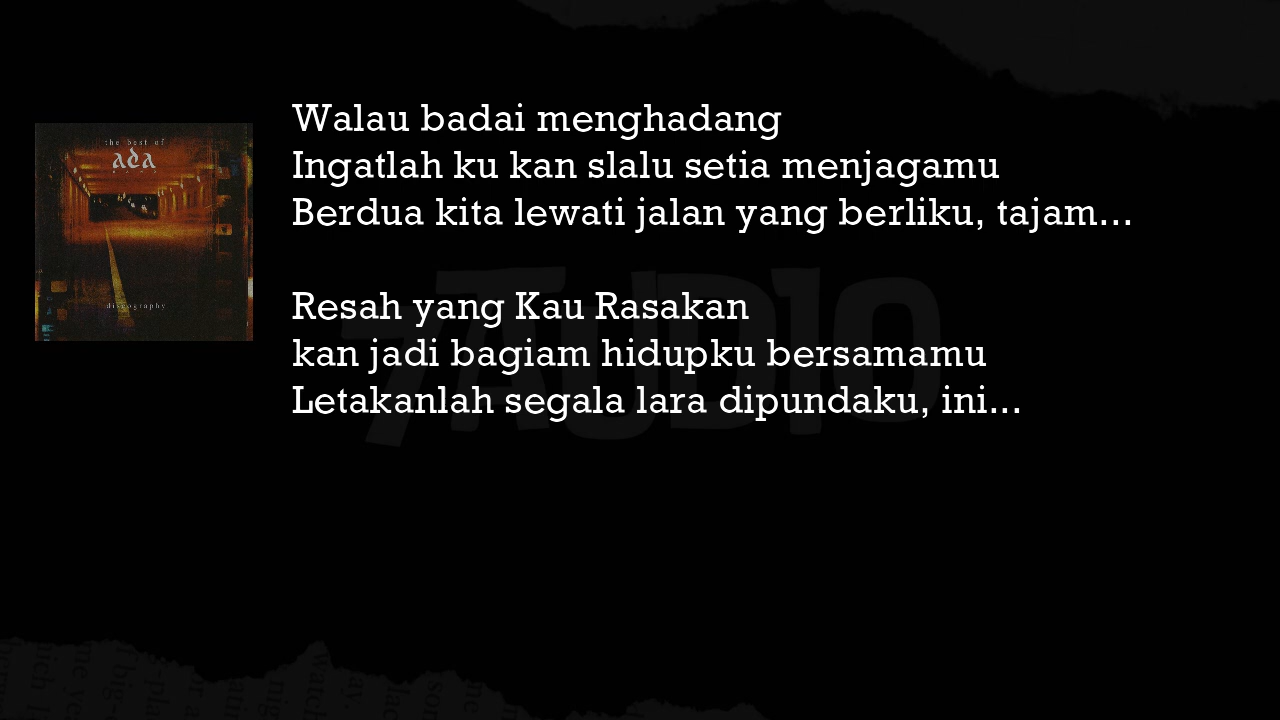 the best of
ada
discography
Walau badai menghadang
Ingatlah ku kan slalu setia menjagamu
Berdua kita lewati jalan yang berliku, tajam...
Resah yang Kau Rasakan
kan jadi bagiam hidupku bersamamu
Letakanlah segala lara dipundaku, ini...
7AUDIO